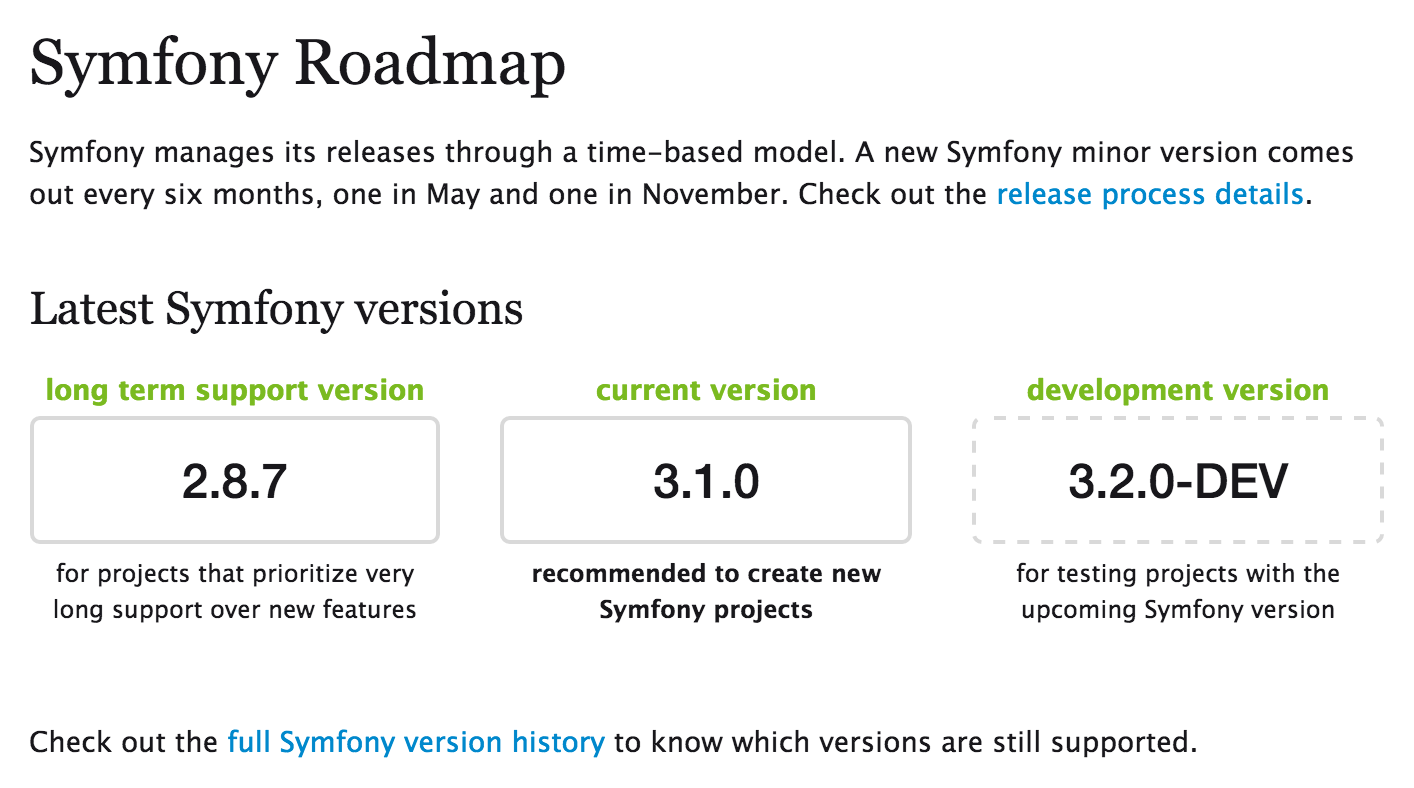 Symfony Roadmap
Symfony manages its releases through a time-based model. A new Symfony minor version comes
out every six months, one in May and one in November. Check out the release process details.
Latest Symfony versions
long term support version
2.8.7
for projects that prioritize very
long support over new features
current version
3.1.0
recommended to create new
Symfony projects
development version
3.2.0-DEV
for testing projects with the
upcoming Symfony version
Check out the full Symfony version history to know which versions are still supported.